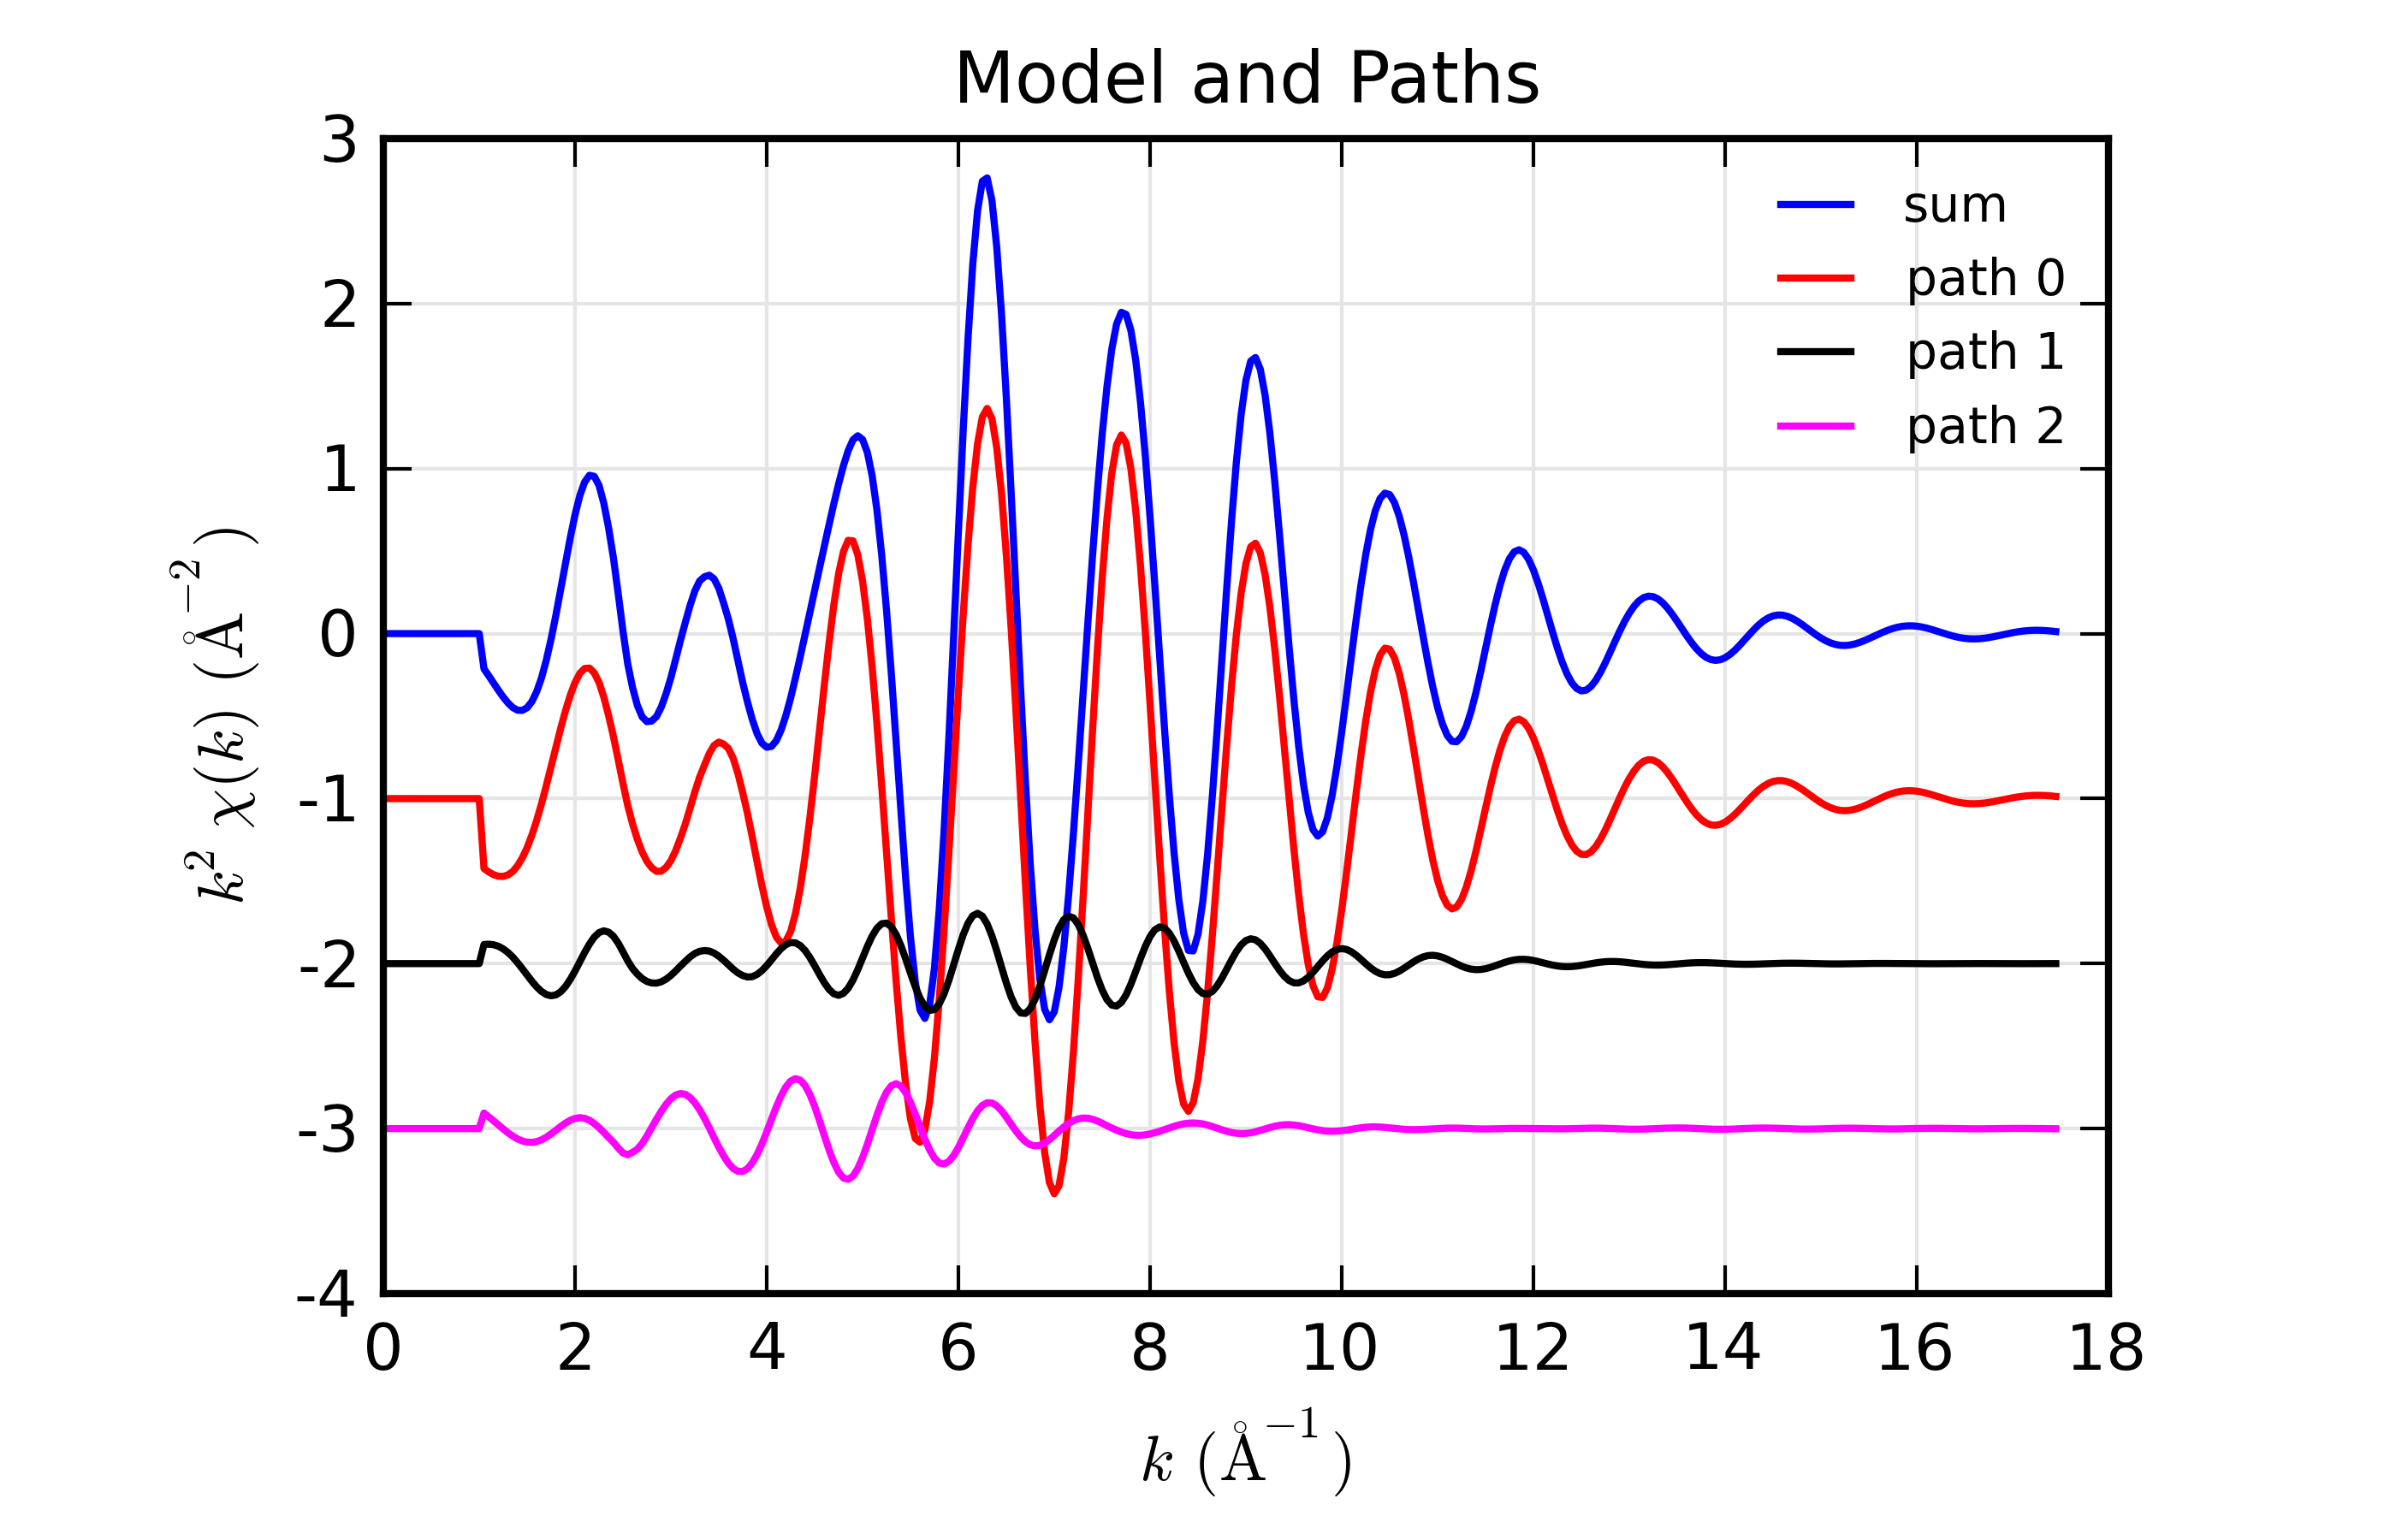 Model and Paths
3
2
1
0
-1
-2
-3
-4
k² χ(k) (Å⁻²)
sum
path 0
path 1
path 2
0 2 4 6 8 10 12 14 16 18
k (Å⁻¹)